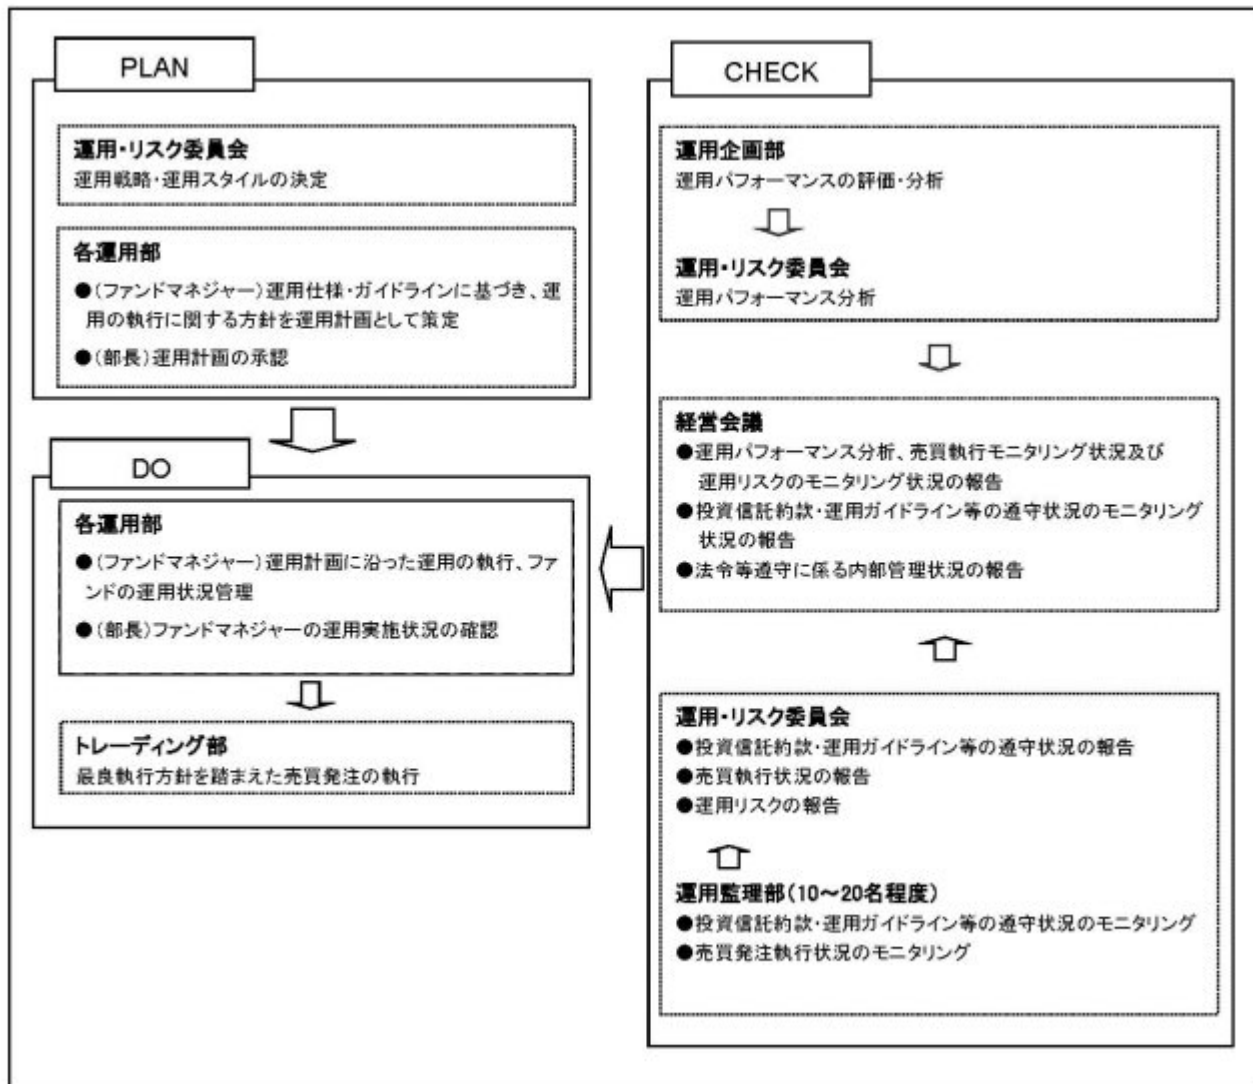 PLAN
運用・リスク委員会
運用戦略・運用スタイルの決定
各運用部
●(ファンドマネジャー)運用仕様・ガイドラインに基づき、運
用の執行に関する方針を運用計画として策定
●(部長)運用計画の承認
DO
各運用部
●(ファンドマネジャー)運用計画に沿った運用の執行、ファ
ンドの運用状況管理
●(部長)ファンドマネジャーの運用実施状況の確認
トレーディング部
最良執行方針を踏まえた売買発注の執行
CHECK
運用企画部
運用パフォーマンスの評価・分析
運用・リスク委員会
運用パフォーマンス分析
経営会議
●運用パフォーマンス分析、売買執行モニタリング状況及び
運用リスクのモニタリング状況の報告
●投資信託約款・運用ガイドライン等の遵守状況のモニタリング
状況の報告
●法令等遵守に係る内部管理状況の報告
運用・リスク委員会
●投資信託約款・運用ガイドライン等の遵守状況の報告
●売買執行状況の報告
●運用リスクの報告
運用監理部(10～20名程度)
●投資信託約款・運用ガイドライン等の遵守状況のモニタリング
●売買発注執行状況のモニタリング